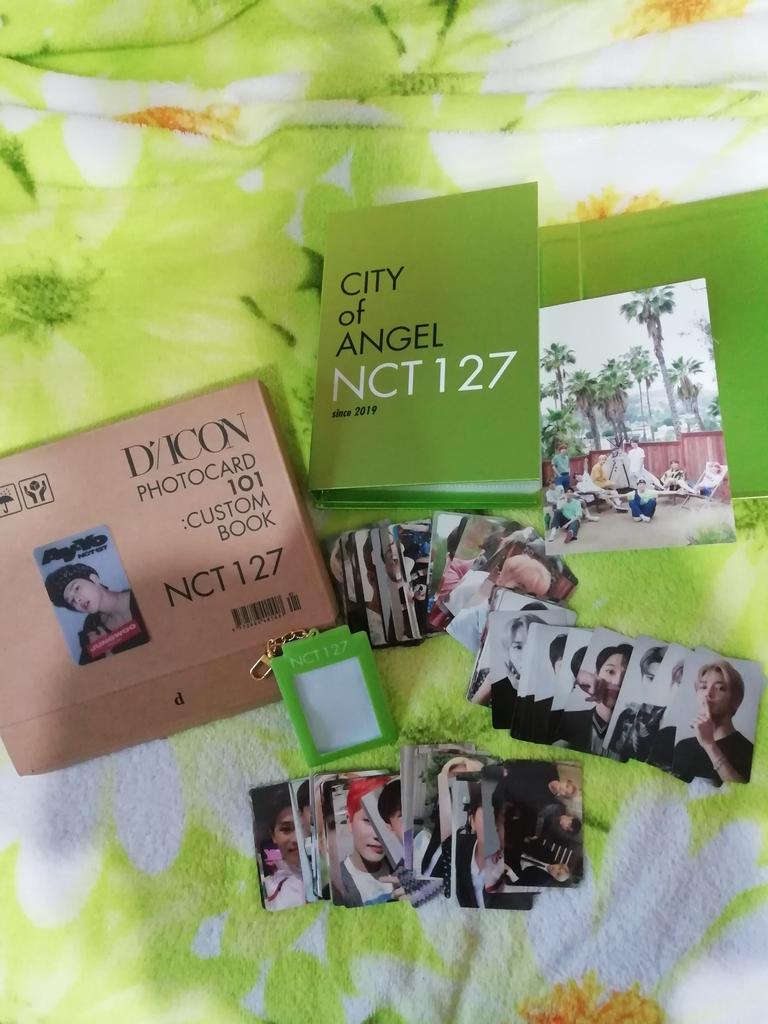 CITY
of
ANGEL
NCT 127
since 2019
D'/ICON
PHOTOCARD
101
:CUSTOM
BOOK
NCT 127
d
Ay-Yo
NCT 127
JUNGWOO
NCT 127